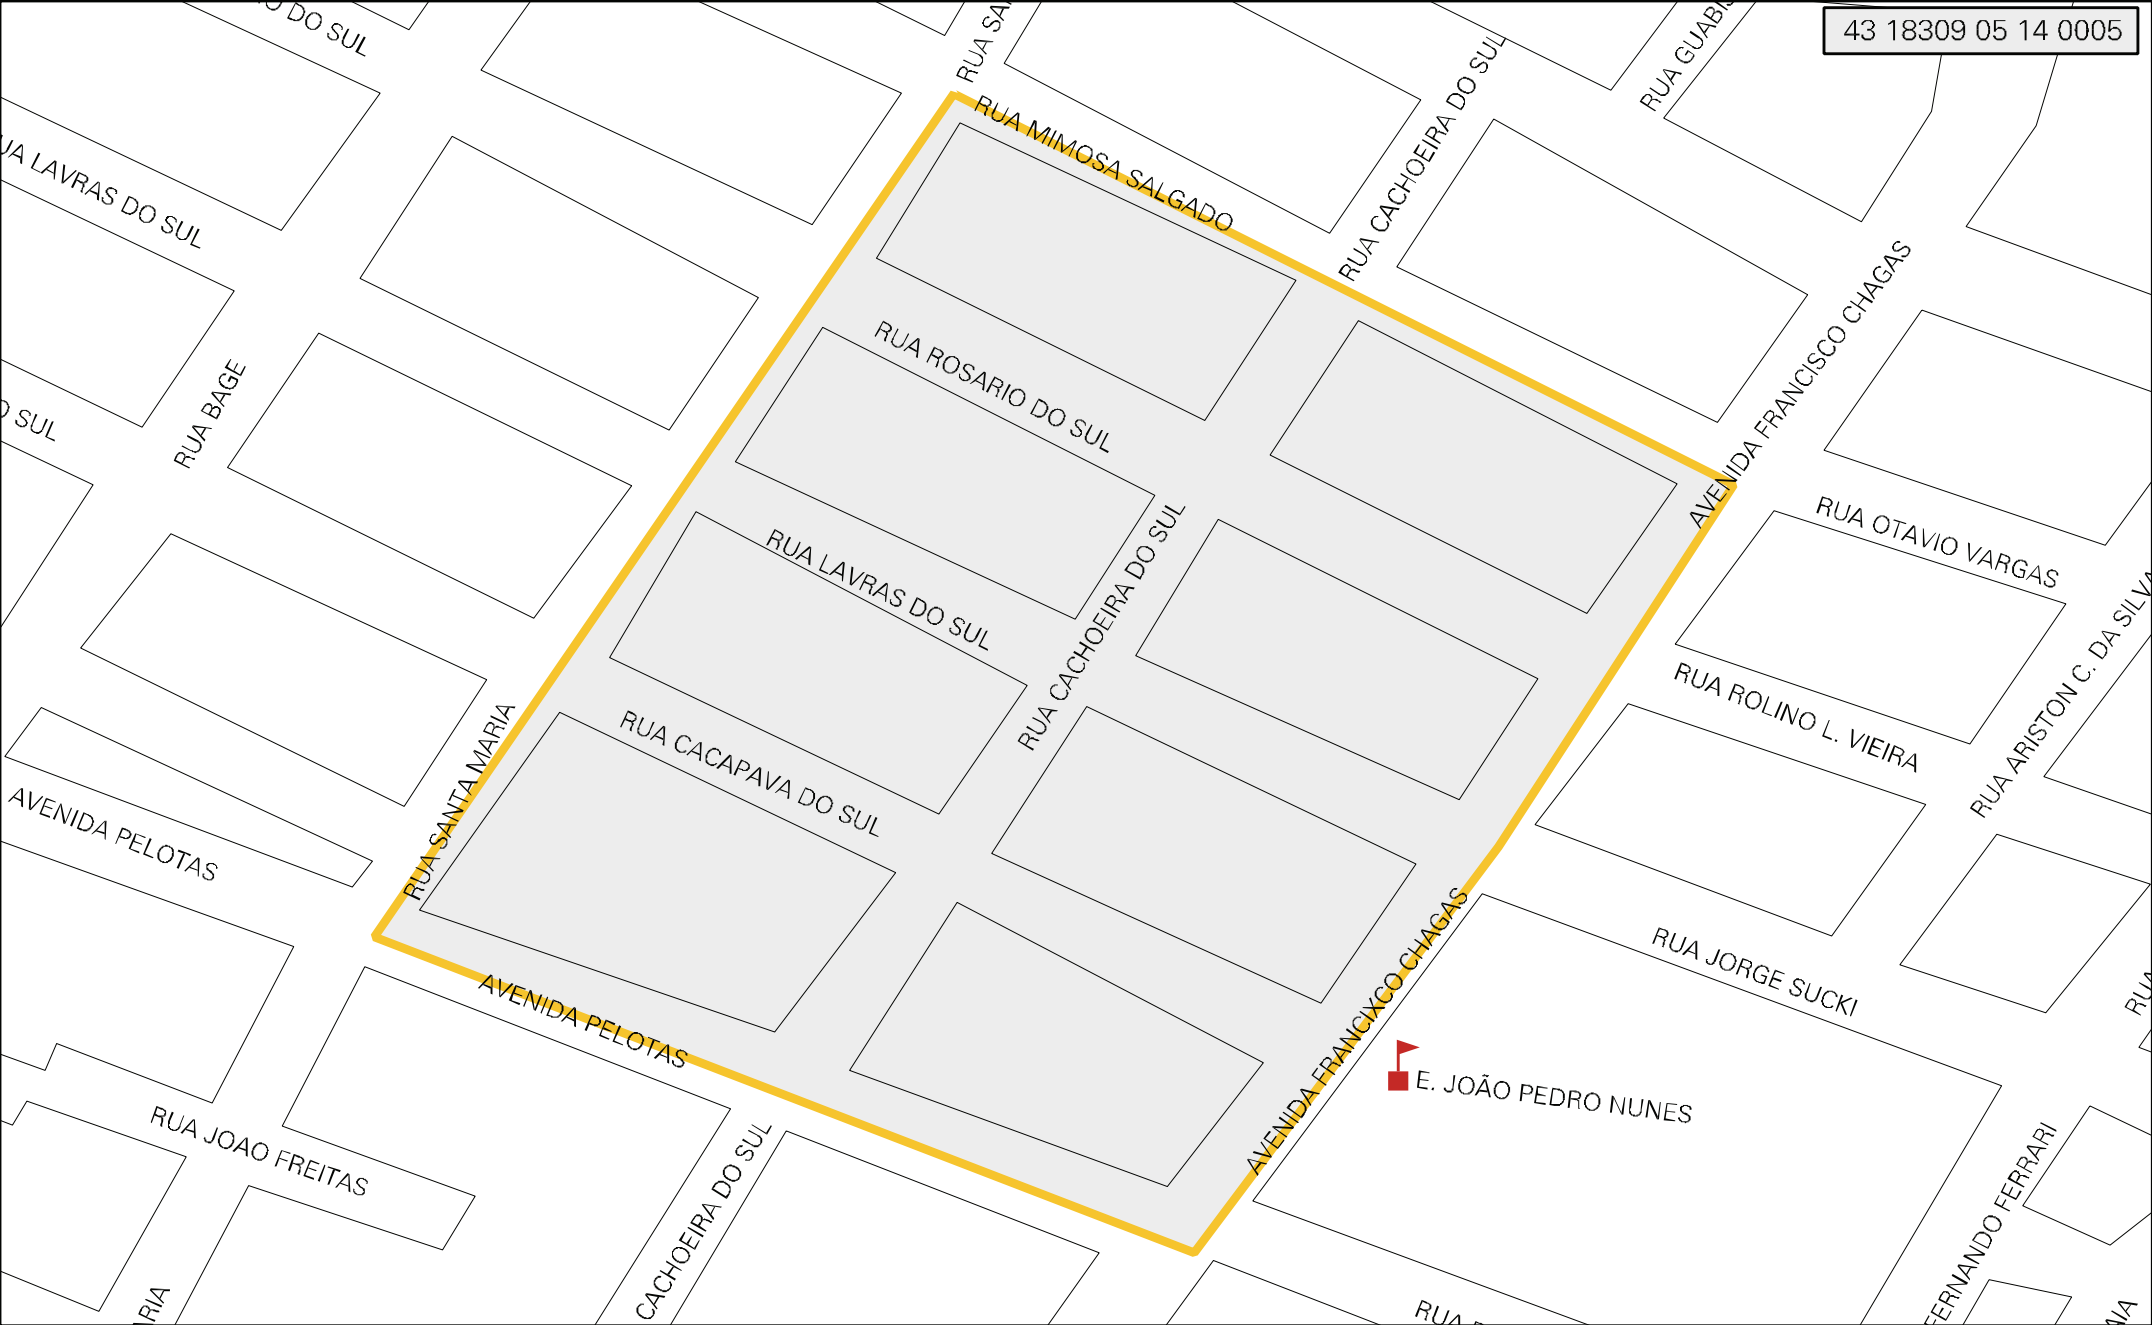 DO SUL
RUA GUABIS
43 18309 05 14 0005
RUA MIMOSA SALGADO
RUA CACHOEIRA DO SUL
LAVRAS DO SUL
AVENIDA FRANCISCO CHAGAS
RUA ROSARIO DO SUL
RUA BAGE
SUL
RUA OTAVIO VARGAS
RUA LAVRAS DO SUL
RUA CACHOEIRA DO SUL
RUA ARISTON C. DA SILVA
RUA ROLINO L. VIEIRA
RUA SANTA MARIA
RUA CACAPAVA DO SUL
AVENIDA PELOTAS
RUA JORGE SUCKI
AVENIDA FRANCIXCO CHAGAS
AVENIDA PELOTAS
E. JOÃO PEDRO NUNES
RUA JOAO FREITAS
CACHOEIRA DO SUL
FERNANDO FERRARI
RUA